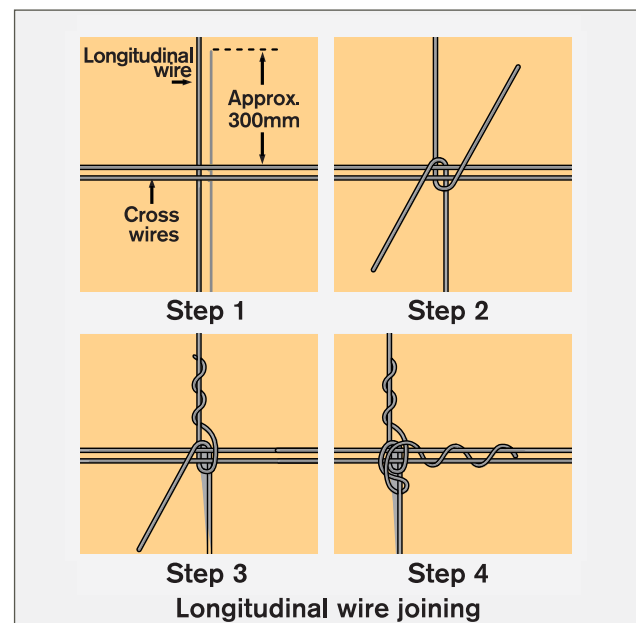 Longitudinal
wire
Approx.
300mm
Cross
wires
Step 1
Step 2
Step 3
Step 4
Longitudinal wire joining